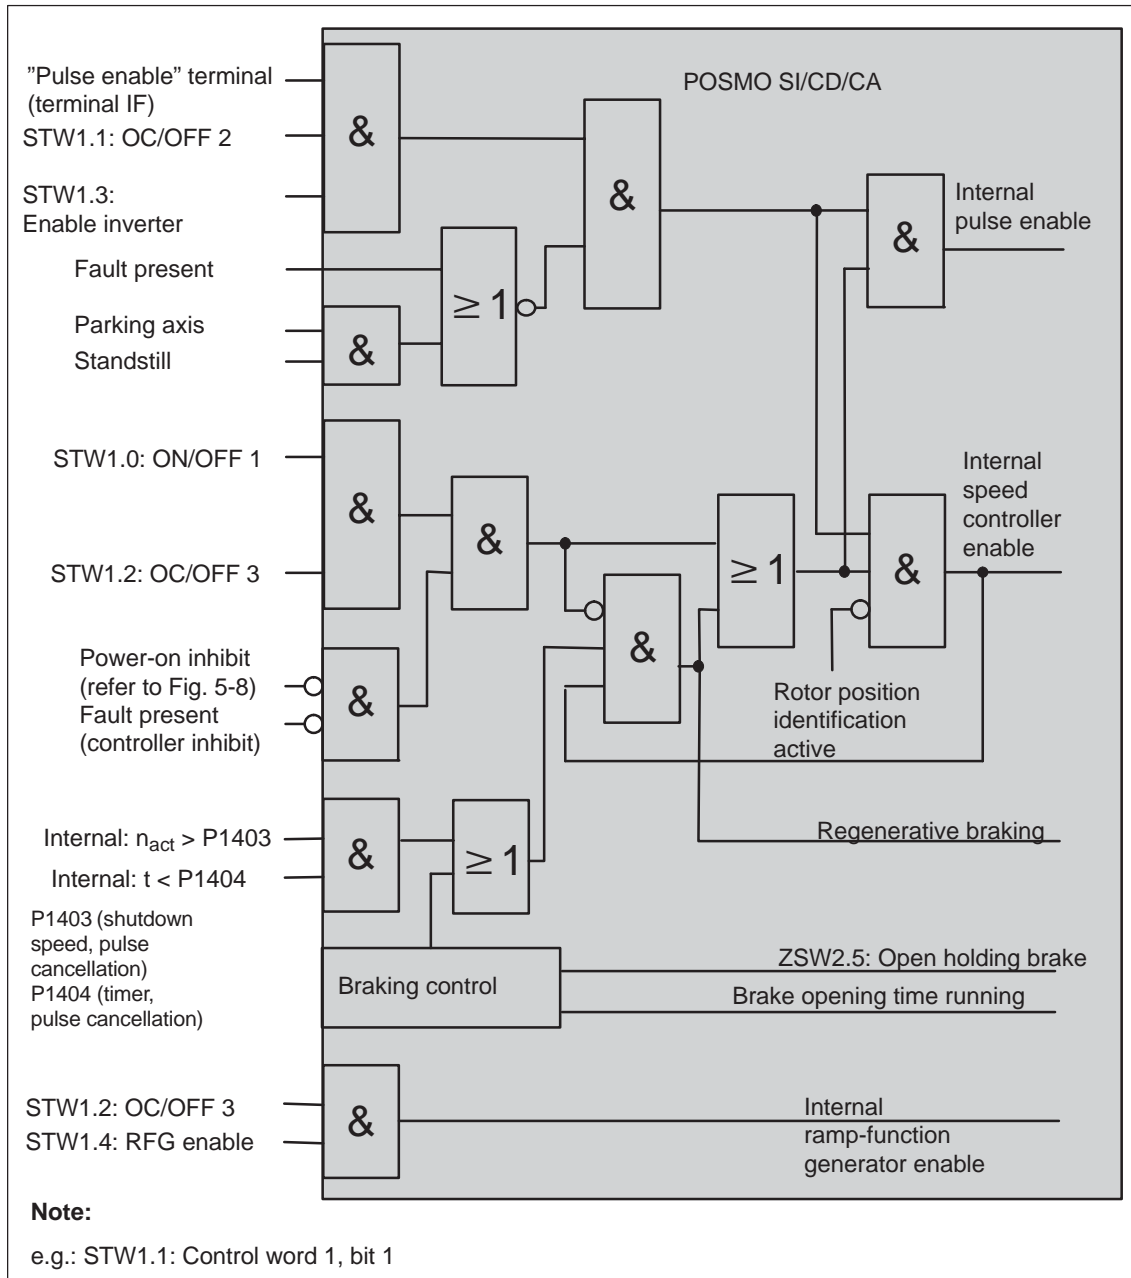 POSMO SI/CD/CA
”Pulse enable” terminal
(terminal IF)
STW1.1: OC/OFF 2
STW1.3:
Enable inverter
&
&
Internal
pulse enable
&
Fault present
≥ 1
Parking axis
Standstill
&
STW1.0: ON/OFF 1
STW1.2: OC/OFF 3
&
&
≥ 1
Internal
speed
controller
enable
&
Power-on inhibit
(refer to Fig. 5-8)
Fault present
(controller inhibit)
&
&
Rotor position
identification
active
Internal: nact > P1403
Internal: t < P1404
&
≥ 1
Regenerative braking
P1403 (shutdown
speed, pulse
cancellation)
P1404 (timer,
pulse cancellation)
Braking control
ZSW2.5: Open holding brake
Brake opening time running
STW1.2: OC/OFF 3
STW1.4: RFG enable
&
Internal
ramp-function
generator enable
Note:
e.g.: STW1.1: Control word 1, bit 1